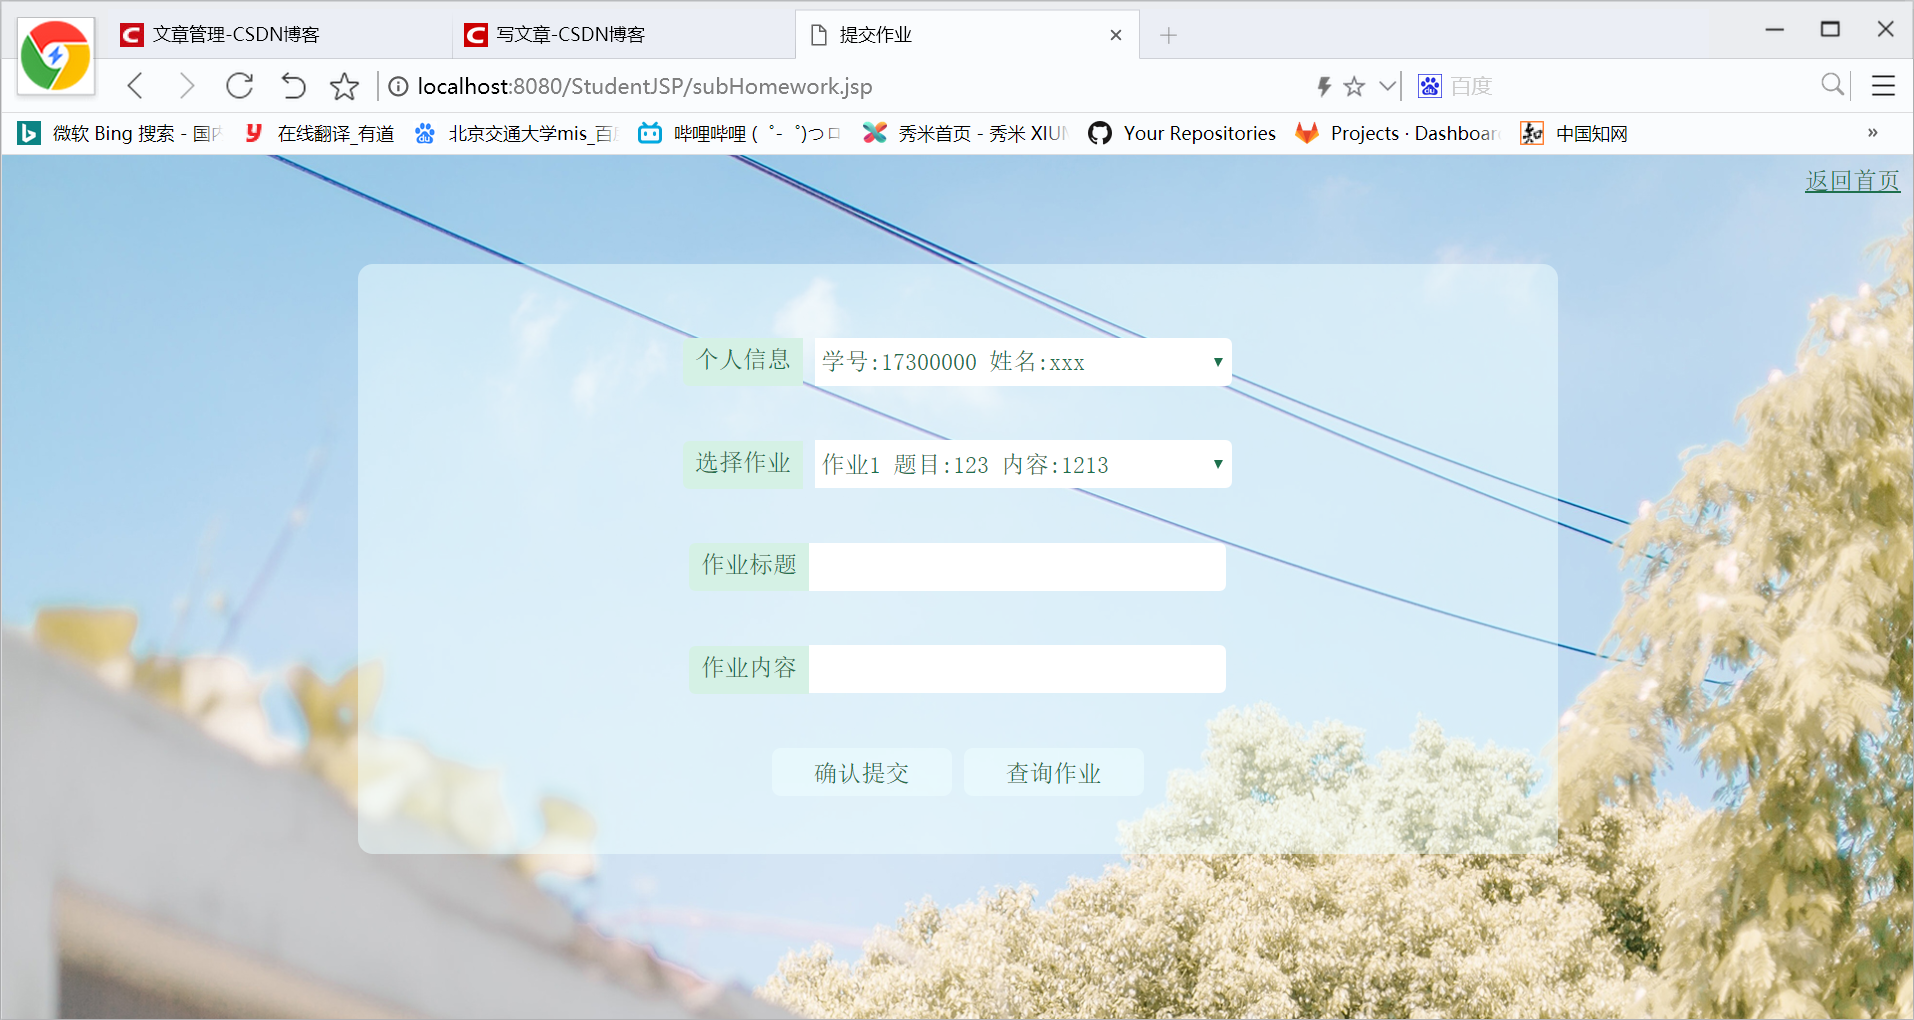 文章管理-CSDN博客
写文章-CSDN博客
提交作业
localhost:8080/StudentJSP/subHomework.jsp
百度
微软 Bing 搜索 - 国内
在线翻译_有道
北京交通大学mis_百
哔哩哔哩 ( ゜- ゜)つロ
秀米首页 - 秀米 XIU
Your Repositories
Projects · Dashboar
中国知网
返回首页
个人信息 学号:17300000 姓名:xxx
选择作业 作业1 题目:123 内容:1213
作业标题
作业内容
确认提交 查询作业